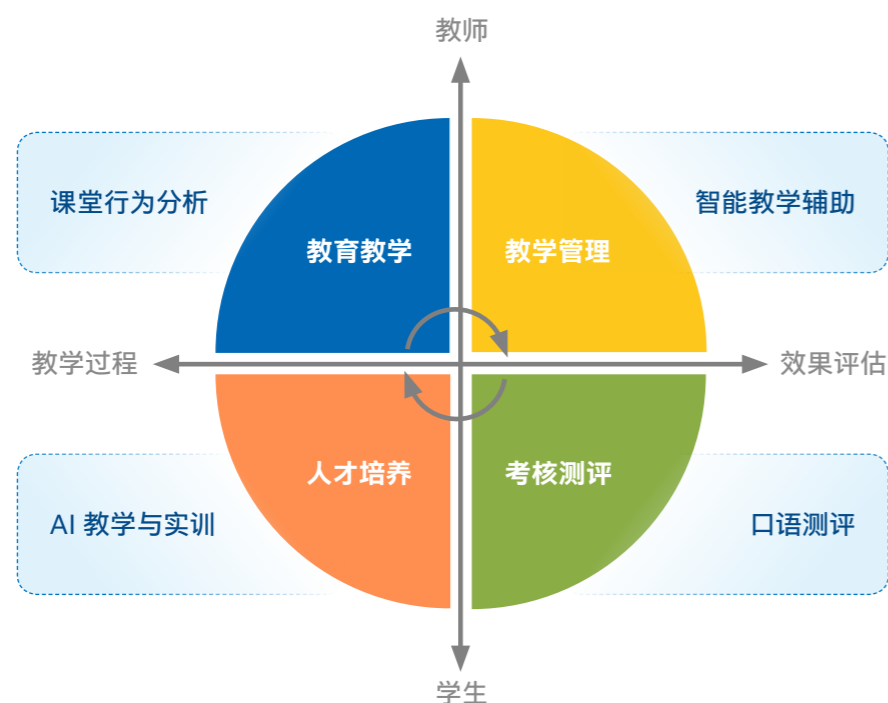 教师
课堂行为分析
智能教学辅助
教育教学
教学管理
教学过程
效果评估
人才培养
考核测评
AI 教学与实训
口语测评
学生